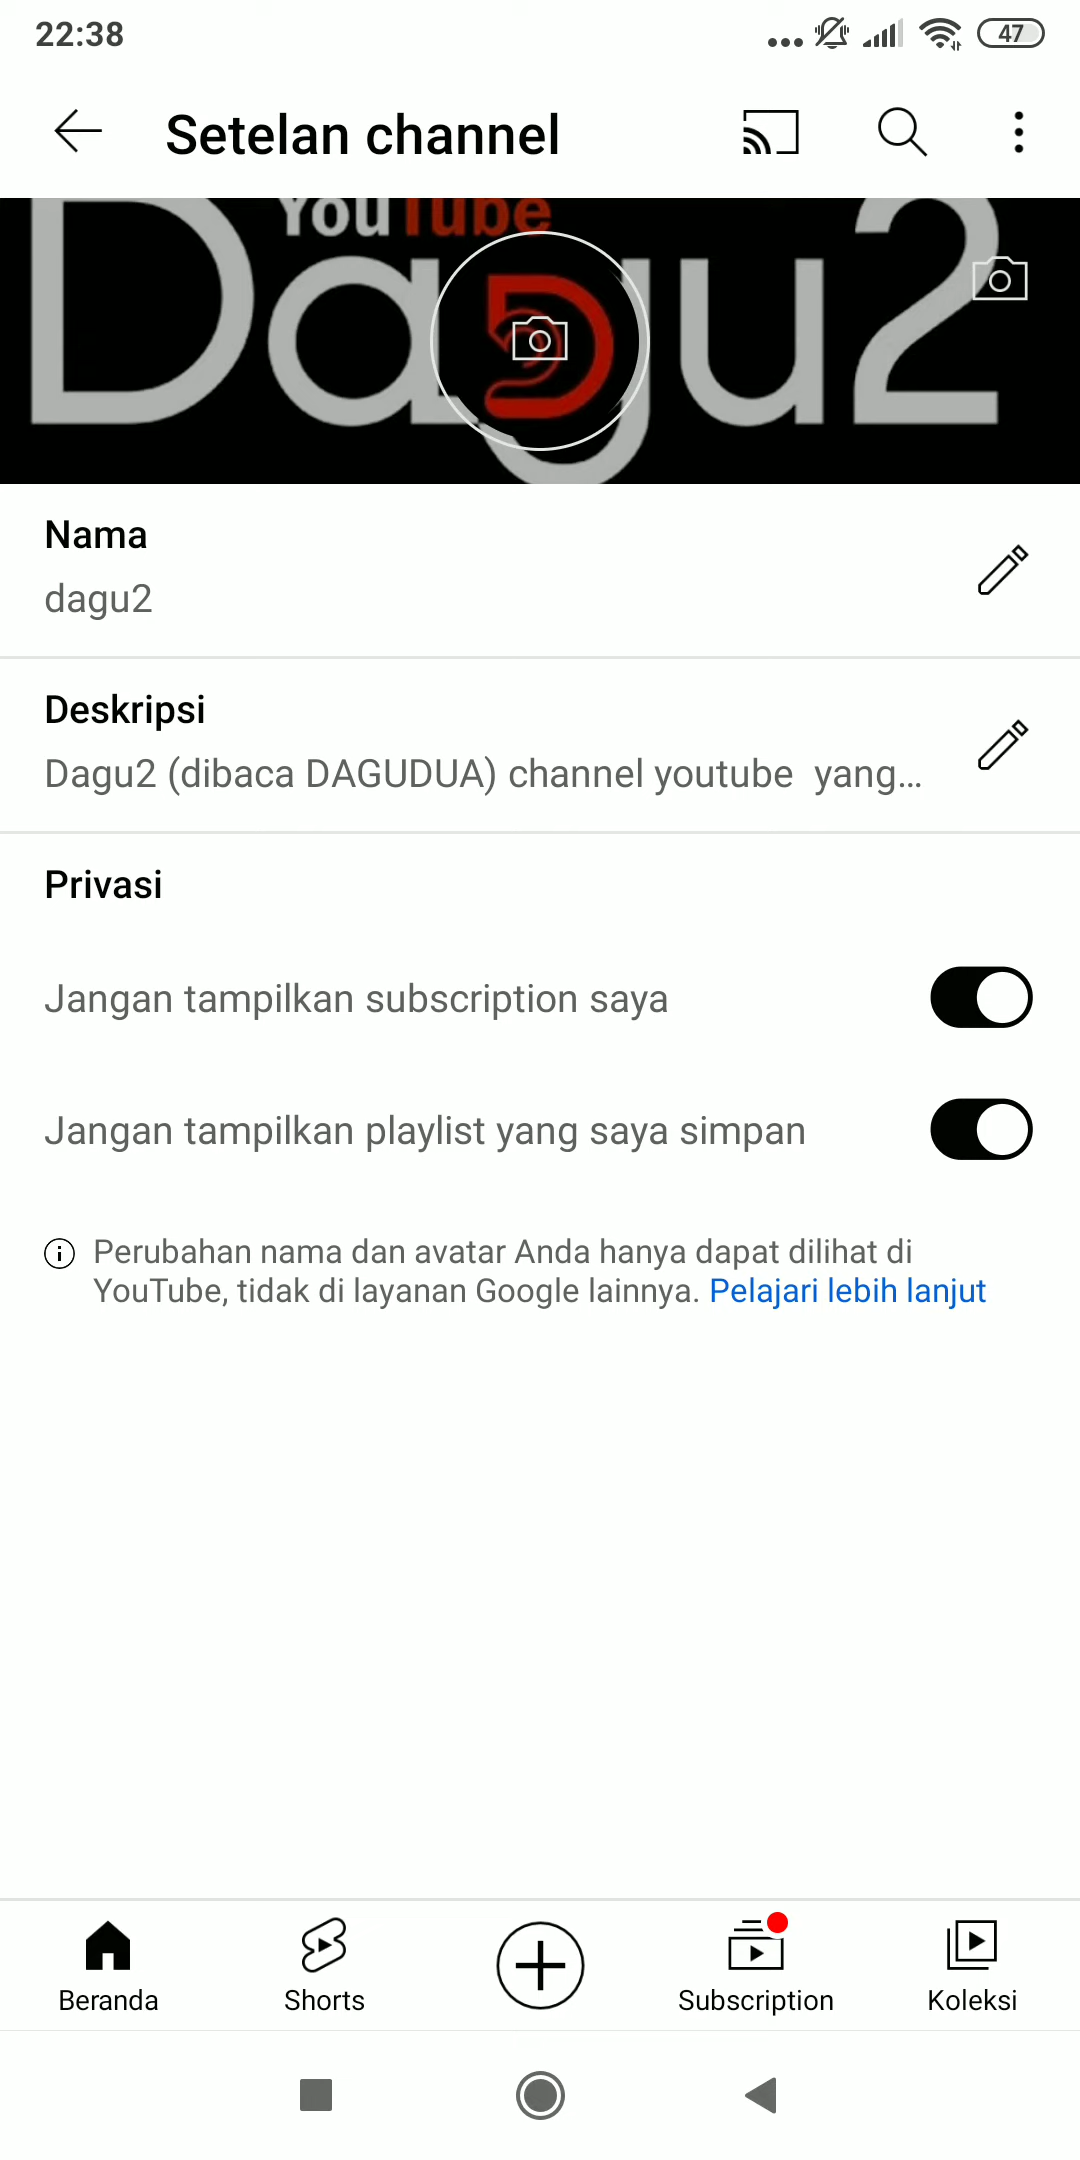 22:38
47
Setelan channel
YouTube
Dagu2
Nama
dagu2
Deskripsi
Dagu2 (dibaca DAGUDUA) channel youtube  yang...
Privasi
Jangan tampilkan subscription saya
Jangan tampilkan playlist yang saya simpan
Perubahan nama dan avatar Anda hanya dapat dilihat di
YouTube, tidak di layanan Google lainnya. Pelajari lebih lanjut
Beranda
Shorts
Subscription
Koleksi